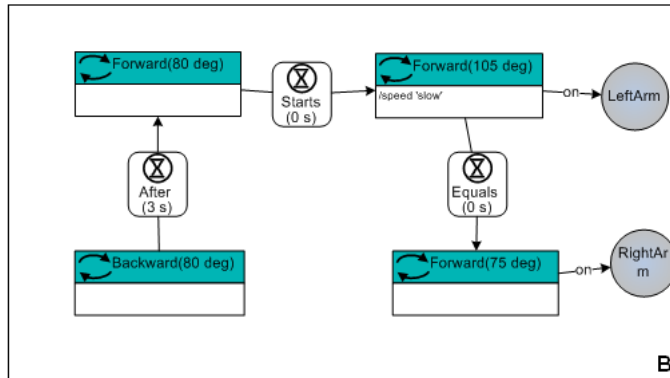 Forward(80 deg)
Starts
(0 s)
Forward(105 deg)
/speed 'slow'
on
LeftArm
After
(3 s)
Equals
(0 s)
Backward(80 deg)
Forward(75 deg)
on
RightAr
m
B